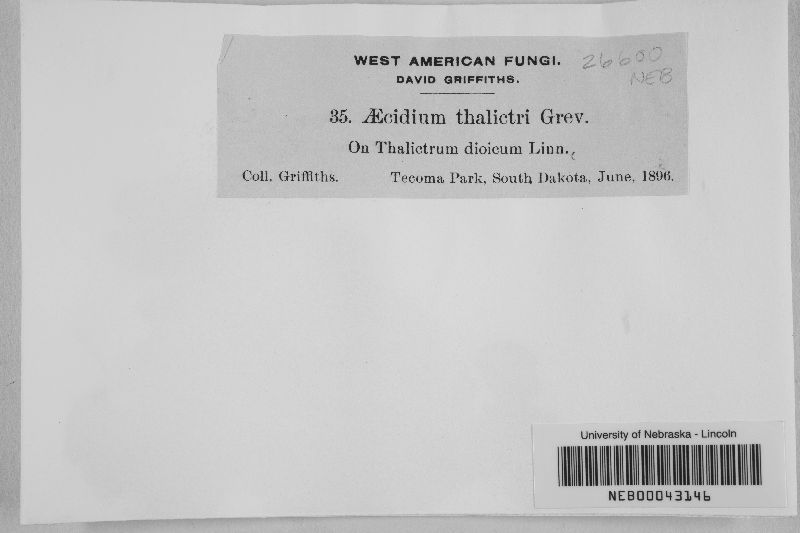 WEST AMERICAN FUNGI.
26600
DAVID GRIFFITHS.
NEB
35. Æcidium thalictri Grev.
On Thalictrum dioicum Linn.
Coll. Griffiths. Tecoma Park, South Dakota, June, 1896.
University of Nebraska - Lincoln
NEB00043146